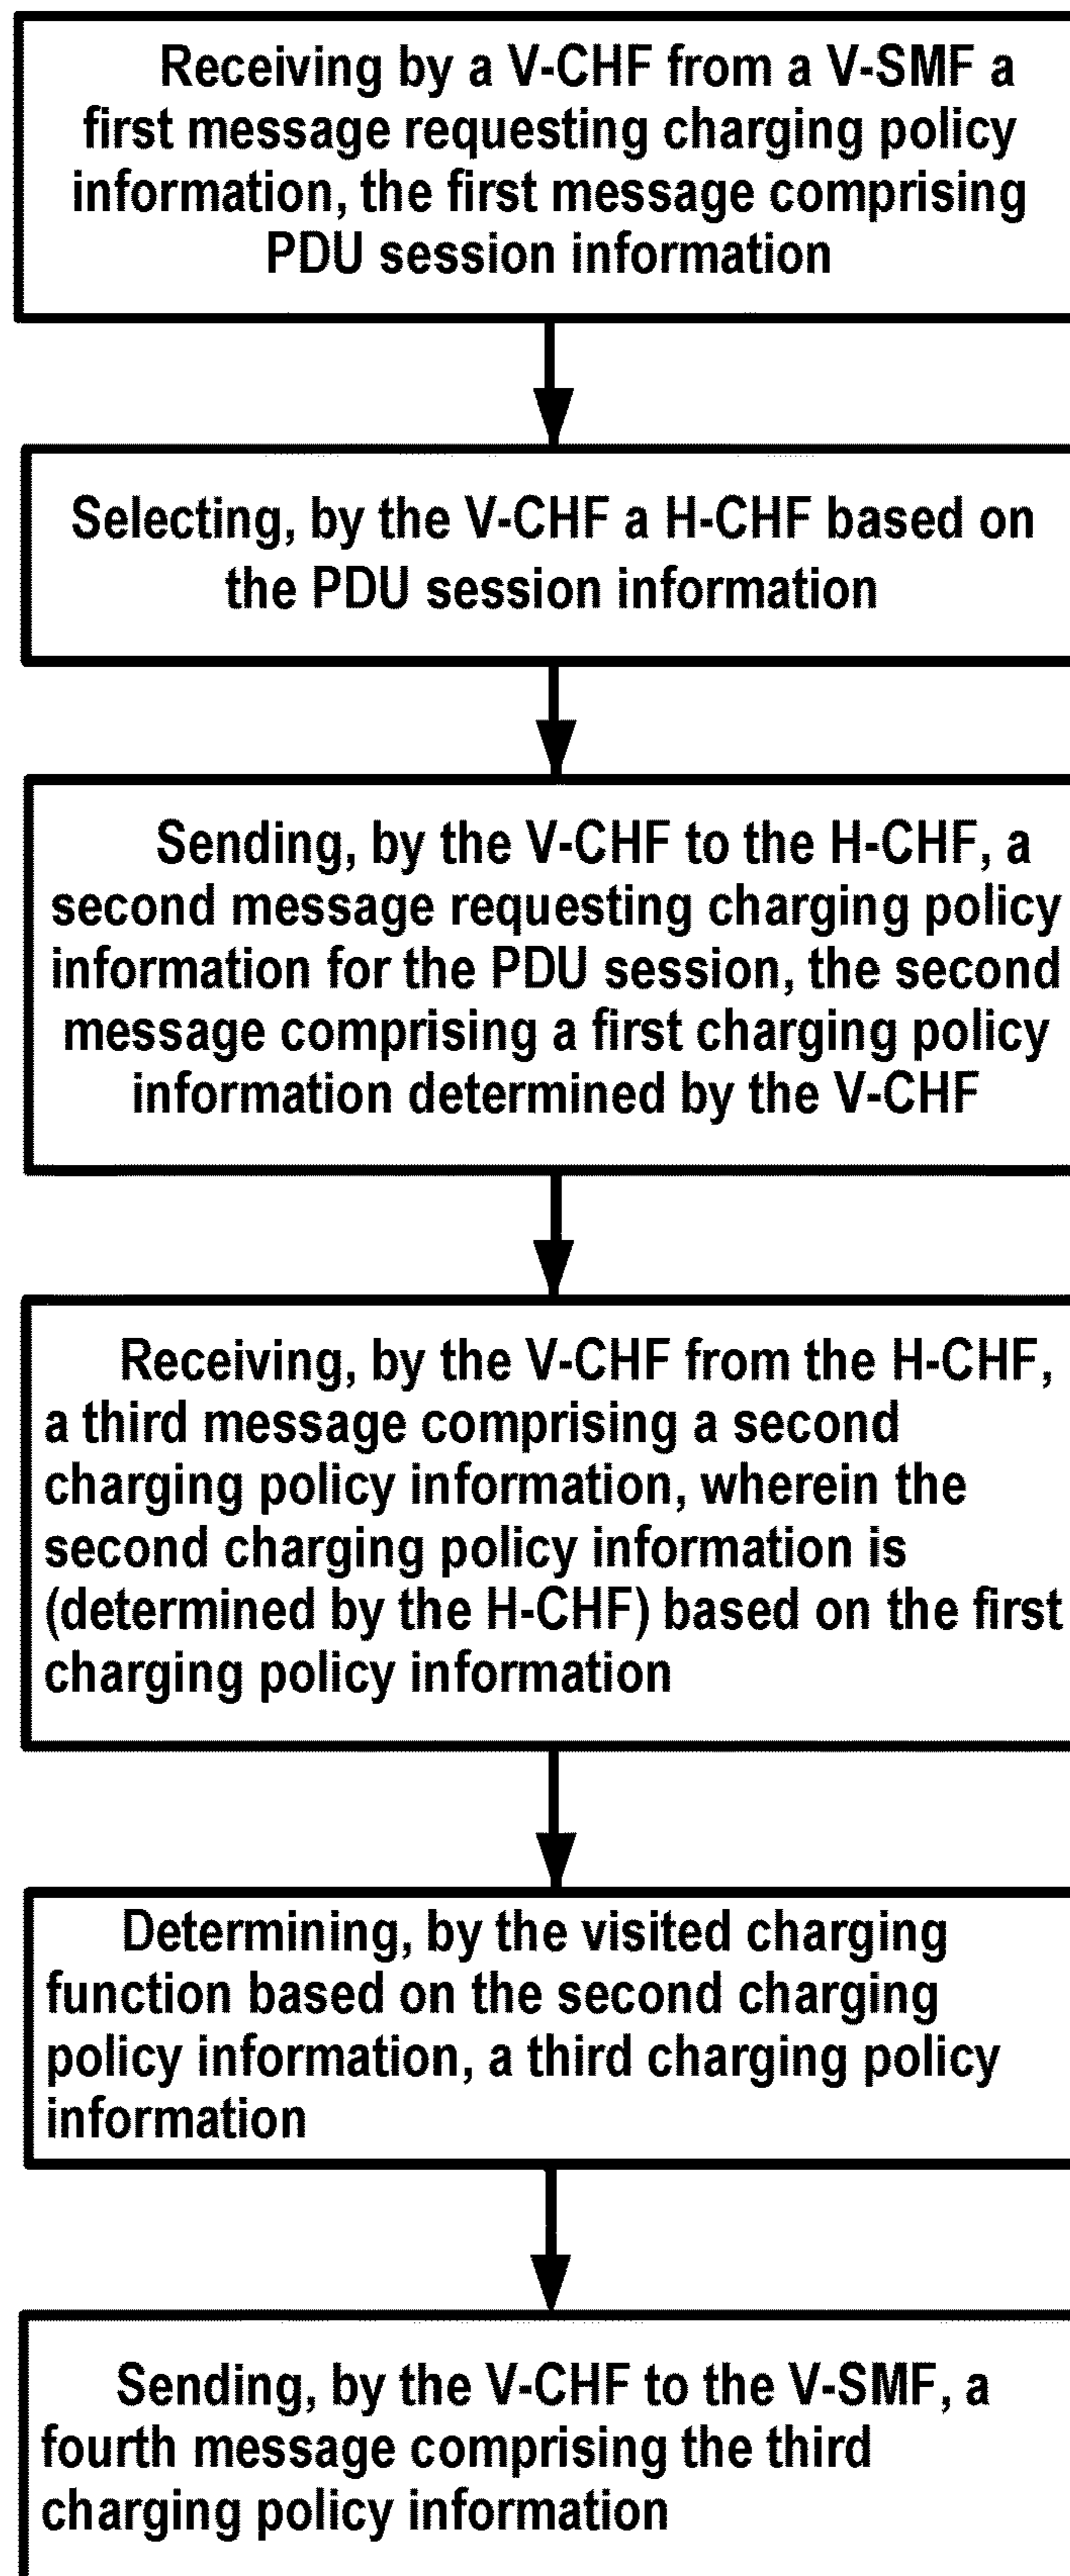 Receiving by a V-CHF from a V-SMF a
first message requesting charging policy
information, the first message comprising
PDU session information
Selecting, by the V-CHF a H-CHF based on
the PDU session information
Sending, by the V-CHF to the H-CHF, a
second message requesting charging policy
information for the PDU session, the second
message comprising a first charging policy
information determined by the V-CHF
Receiving, by the V-CHF from the H-CHF,
a third message comprising a second
charging policy information, wherein the
second charging policy information is
(determined by the H-CHF) based on the first
charging policy information
Determining, by the visited charging
function based on the second charging
policy information, a third charging policy
information
Sending, by the V-CHF to the V-SMF, a
fourth message comprising the third
charging policy information